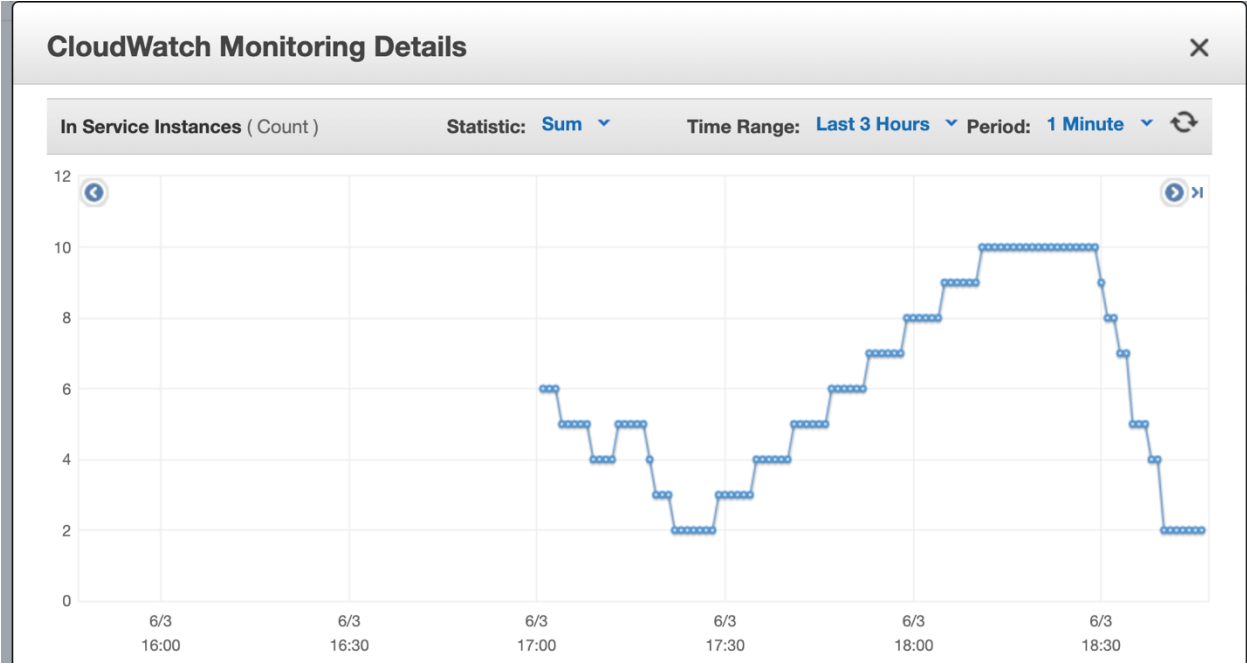 CloudWatch Monitoring Details
In Service Instances ( Count ) Statistic: Sum Time Range: Last 3 Hours Period: 1 Minute
12
10
8
6
4
2
0
6/3 6/3 6/3 6/3 6/3 6/3
16:00 16:30 17:00 17:30 18:00 18:30